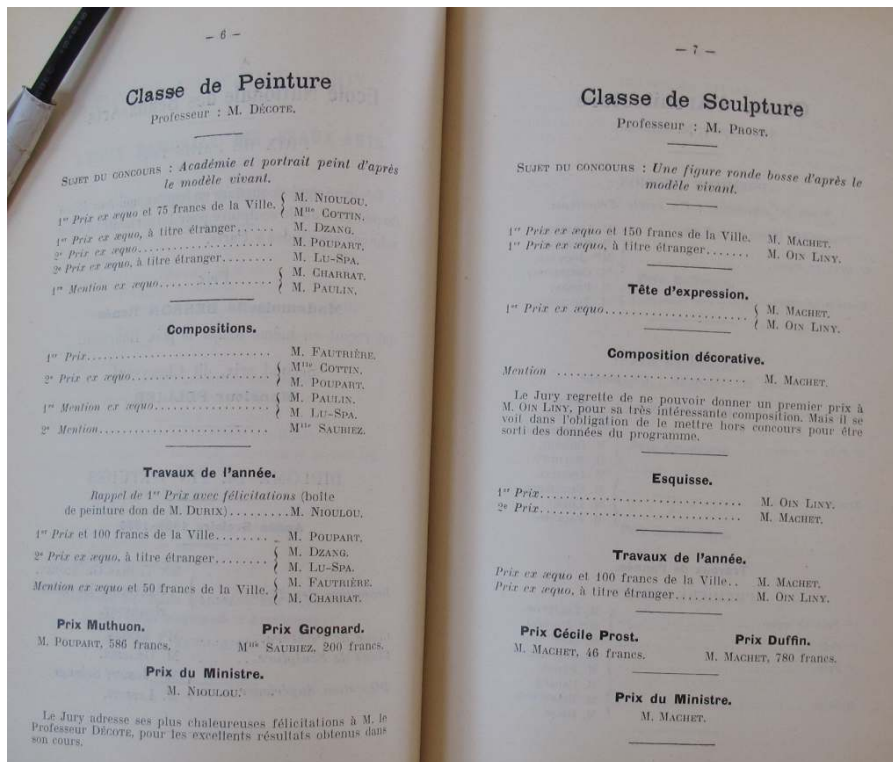 — 6 —
Classe de Peinture
Professeur : M. DÉCOTE.
SUJET DU CONCOURS : Académie et portrait peint d'après
le modèle vivant.
1er Prix ex æquo et 75 francs de la Ville. { M. NIOULOU.
Mlle COTTIN.
1er Prix ex æquo, à titre étranger...... M. DZANG.
2e Prix ex æquo........................ M. POUPART.
2e Prix ex æquo, à titre étranger....... M. LU-SPA.
1re Mention ex æquo.................... { M. CHARRAT.
M. PAULIN.
Compositions.
1er Prix............................... M. FAUTRIÈRE.
2e Prix ex æquo........................ { Mlle COTTIN.
M. POUPART.
1re Mention ex æquo.................... { M. PAULIN.
M. LU-SPA.
2e Mention............................. Mlle SAUBIEZ.
Travaux de l'année.
Rappel de 1er Prix avec félicitations (boîte
de peinture don de M. DURIX).........M. NIOULOU.
1er Prix et 100 francs de la Ville........ M. POUPART.
2e Prix ex æquo, à titre étranger....... { M. DZANG.
M. LU-SPA.
Mention ex æquo et 50 francs de la Ville. { M. FAUTRIÈRE.
M. CHARRAT.
Prix Muthuon. Prix Grognard.
M. POUPART, 586 francs. Mlle SAUBIEZ, 200 francs.
Prix du Ministre.
M. NIOULOU.
Le Jury adresse ses plus chaleureuses félicitations à M. le
Professeur DÉCOTE, pour les excellents résultats obtenus dans
son cours.
— 7 —
Classe de Sculpture
Professeur : M. PROST.
SUJET DU CONCOURS : Une figure ronde bosse d'après le
modèle vivant.
1er Prix ex æquo et 150 francs de la Ville. M. MACHET.
1er Prix ex æquo, à titre étranger....... M. OIN LINY.
Tête d'expression.
1er Prix ex æquo...................... { M. MACHET.
M. OIN LINY.
Composition décorative.
Mention ............................. M. MACHET.
Le Jury regrette de ne pouvoir donner un premier prix à
M. OIN LINY, pour sa très intéressante composition. Mais il se
voit dans l'obligation de le mettre hors concours pour être
sorti des données du programme.
Esquisse.
1er Prix............................... M. OIN LINY.
2e Prix................................ M. MACHET.
Travaux de l'année.
Prix ex æquo et 100 francs de la Ville.. M. MACHET.
Prix ex æquo, à titre étranger.......... M. OIN LINY.
Prix Cécile Prost. Prix Duffin.
M. MACHET, 46 francs. M. MACHET, 780 francs.
Prix du Ministre.
M. MACHET.